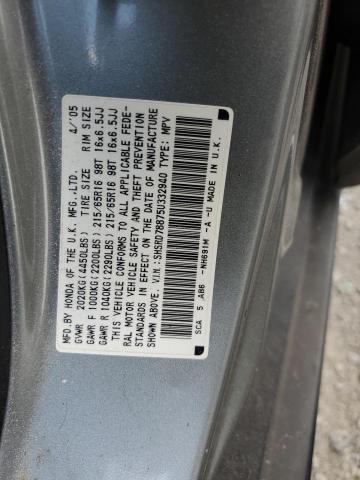 MFD.BY HONDA OF THE U.K. MFG.,LTD. 4/'05
GVWR 2020KG(4450LBS) TIRE SIZE RIM SIZE
GAWR F 1000KG(2200LBS) 215/65R16 98T 16x6.5JJ
GAWR R 1040KG(2290LBS) 215/65R16 98T 16x6.5JJ
THIS VEHICLE CONFORMS TO ALL APPLICABLE FEDE-
RAL MOTOR VEHICLE SAFETY AND THEFT PREVENTION
STANDARDS IN EFFECT ON THE DATE OF MANUFACTURE
SHOWN ABOVE. V.I.N.:SHSRD78875U332940 TYPE: MPV
SCA 5 AB6 -NH691M -A -U MADE IN U.K.